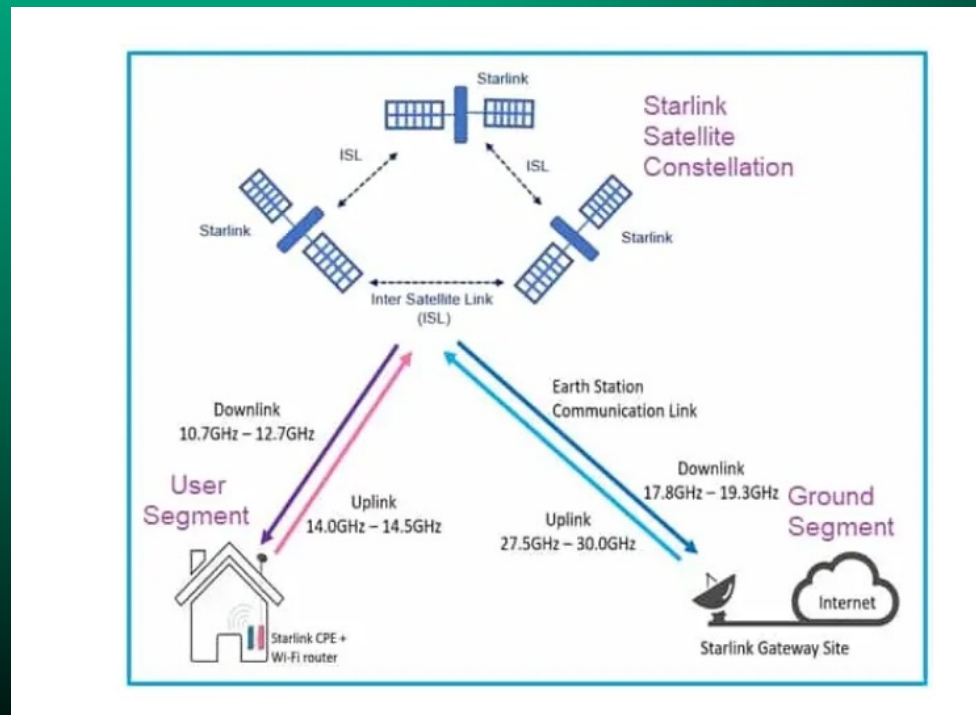 Starlink
Starlink
Satellite
Constellation
ISL
ISL
Starlink
Starlink
Inter Satellite Link
(ISL)
Earth Station
Communication Link
Downlink
10.7GHz – 12.7GHz
Downlink
17.8GHz – 19.3GHz
User
Segment
Uplink
14.0GHz – 14.5GHz
Uplink
27.5GHz – 30.0GHz
Ground
Segment
Internet
Starlink CPE +
Wi-Fi router
Starlink Gateway Site